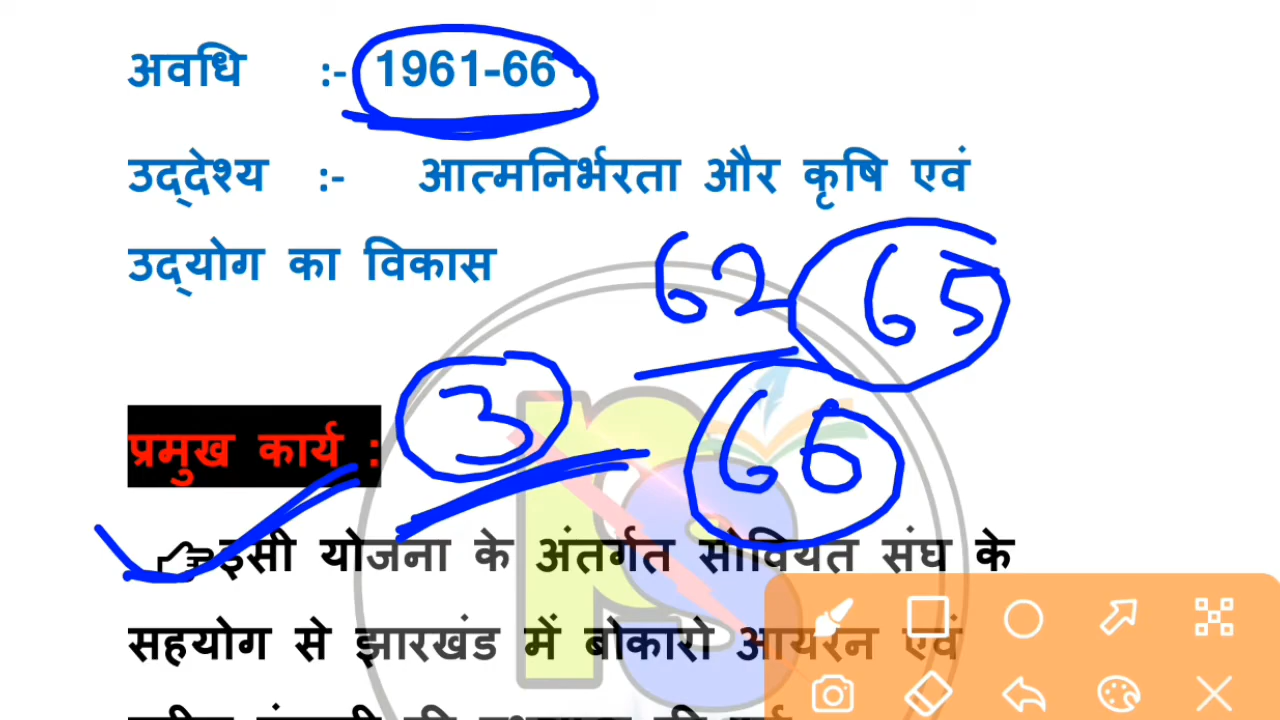 अवधि :- 1961-66
उद्देश्य :- आत्मनिर्भरता और कृषि एवं
उद्योग का विकास
62 65
प्रमुख कार्य :
3
66
इसी योजना के अंतर्गत सोवियत संघ के
सहयोग से झारखंड में बोकारो आयरन एवं